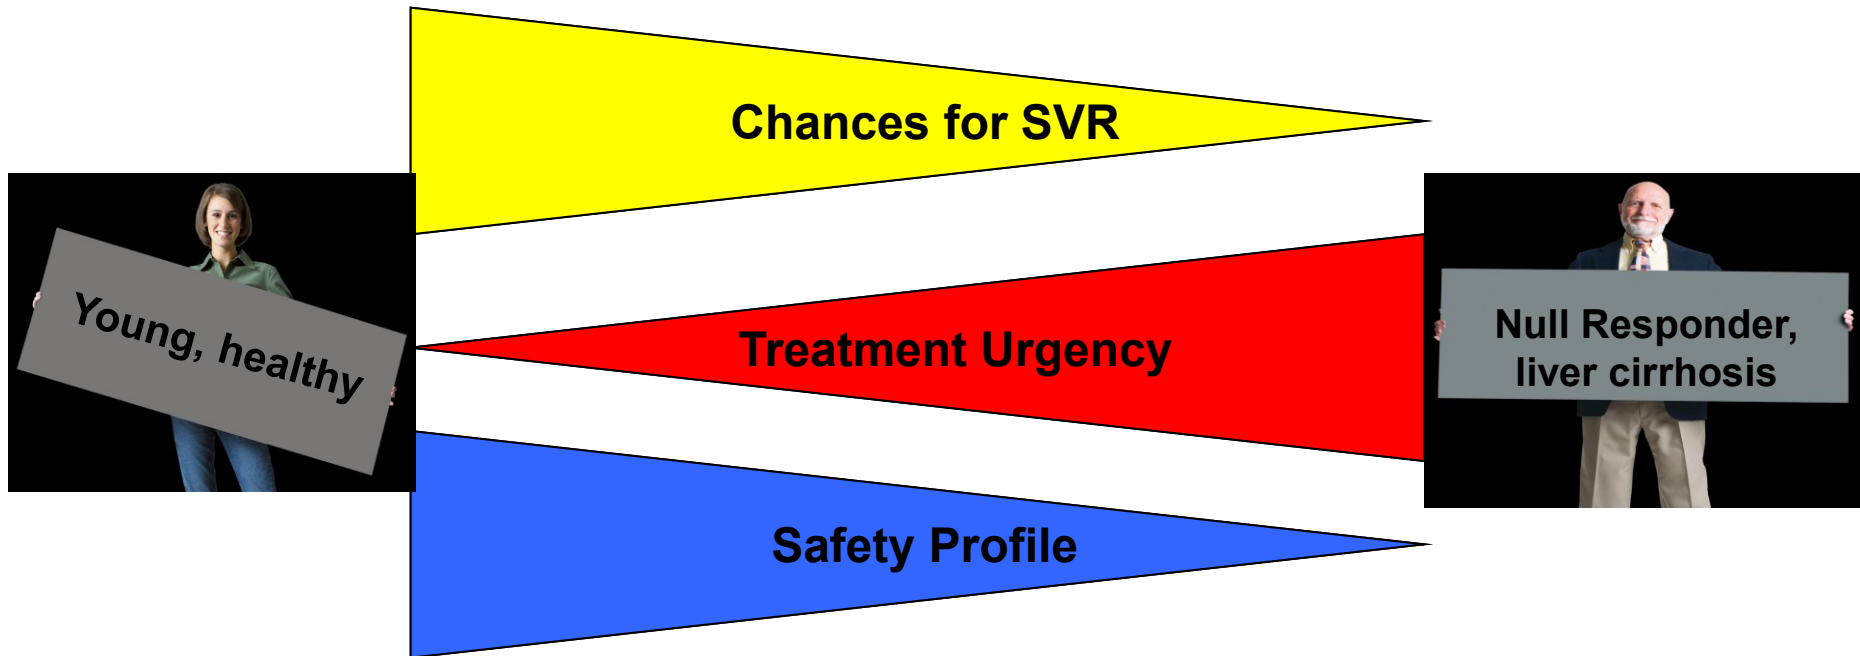 Chances for SVR
Young, healthy
Treatment Urgency
Null Responder,
liver cirrhosis
Safety Profile